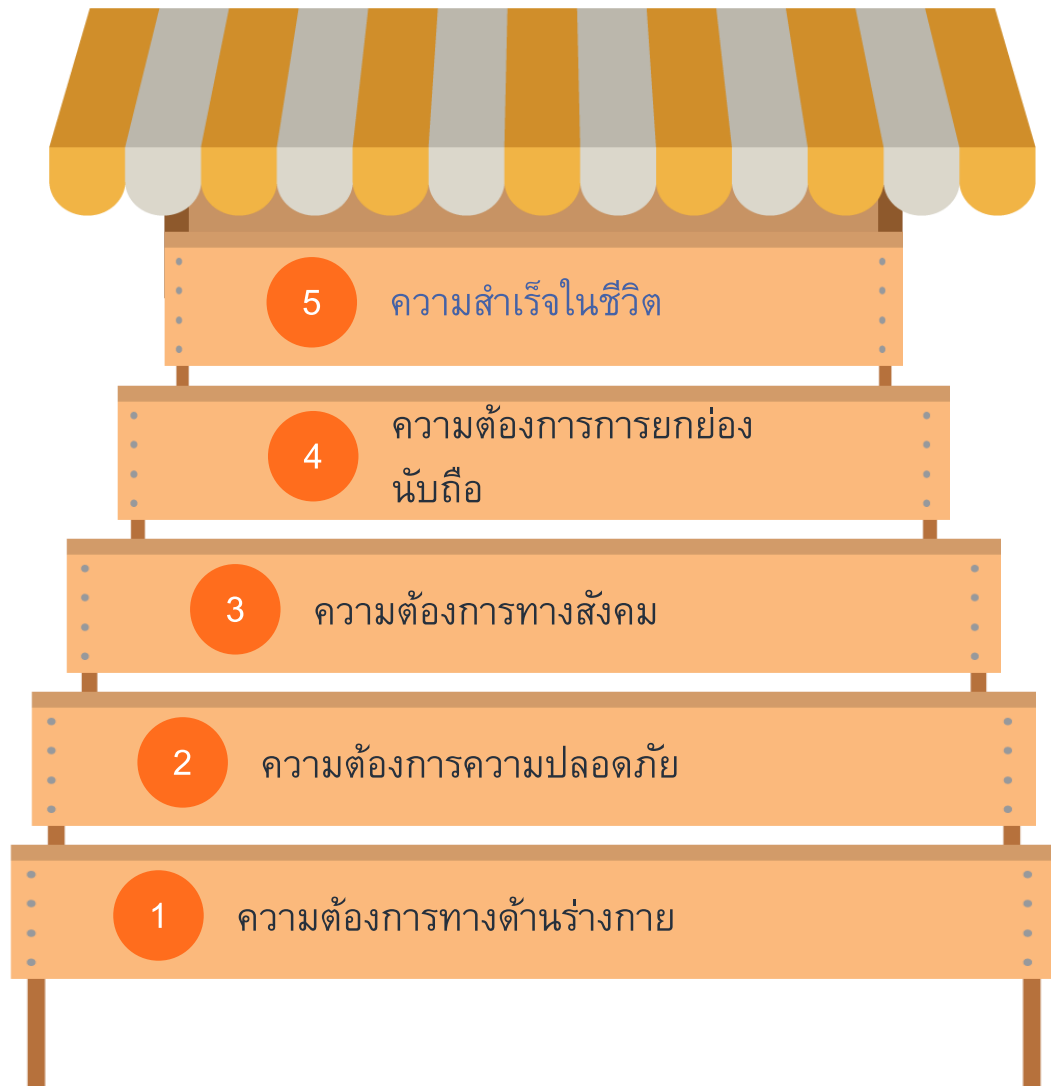 5 ความสำเร็จในชีวิต
4 ความต้องการการยกย่อง
นับถือ
3 ความต้องการทางสังคม
2 ความต้องการความปลอดภัย
1 ความต้องการทางด้านร่างกาย